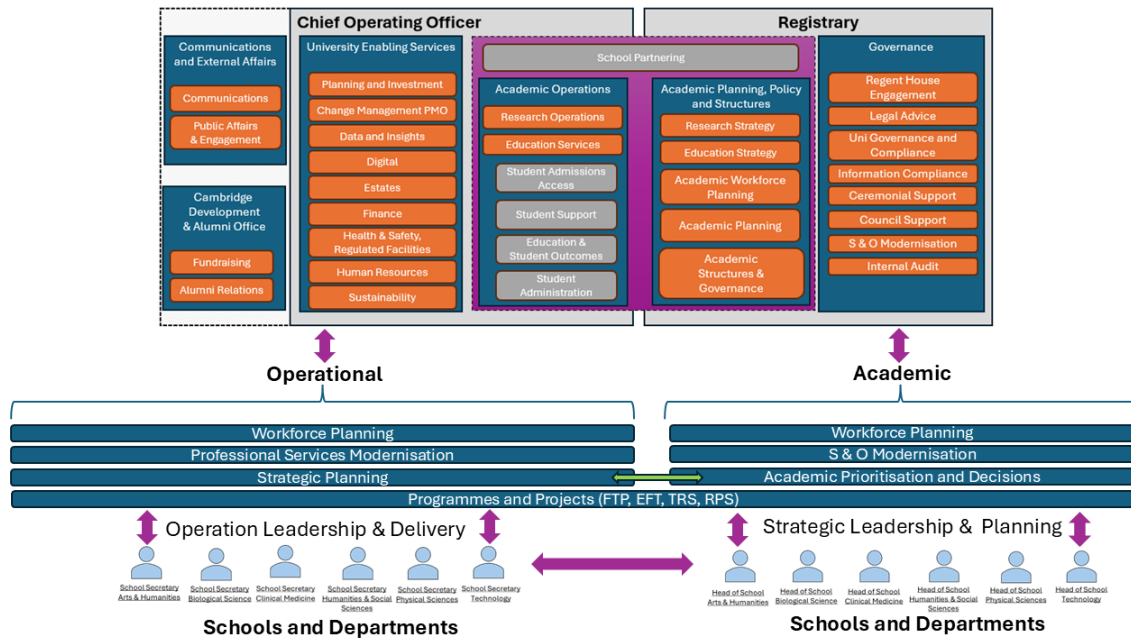 Chief Operating Officer
Registrary
Communications
and External Affairs
Communications
Public Affairs
& Engagement
Cambridge
Development
& Alumni Office
Fundraising
Alumni Relations
University Enabling Services
Planning and Investment
Change Management PMO
Data and Insights
Digital
Estates
Finance
Health & Safety,
Regulated Facilities
Human Resources
Sustainability
School Partnering
Academic Operations
Research Operations
Education Services
Student Admissions
Access
Student Support
Education &
Student Outcomes
Student
Administration
Academic Planning, Policy
and Structures
Research Strategy
Education Strategy
Academic Workforce
Planning
Academic Planning
Academic
Structures &
Governance
Governance
Regent House
Engagement
Legal Advice
Uni Governance and
Compliance
Information Compliance
Ceremonial Support
Council Support
S & O Modernisation
Internal Audit
Operational
Academic
Workforce Planning
Professional Services Modernisation
Strategic Planning
Workforce Planning
S & O Modernisation
Academic Prioritisation and Decisions
Programmes and Projects (FTP, EFT, TRS, RPS)
Operation Leadership & Delivery
Strategic Leadership & Planning
School Secretary
Arts & Humanities
School Secretary
Biological Science
School Secretary
Clinical Medicine
School Secretary
Humanities & Social
Sciences
School Secretary
Physical Sciences
School Secretary
Technology
Head of School
Arts & Humanities
Head of School
Biological Science
Head of School
Clinical Medicine
Head of School
Humanities & Social
Sciences
Head of School
Physical Sciences
Head of School
Technology
Schools and Departments
Schools and Departments